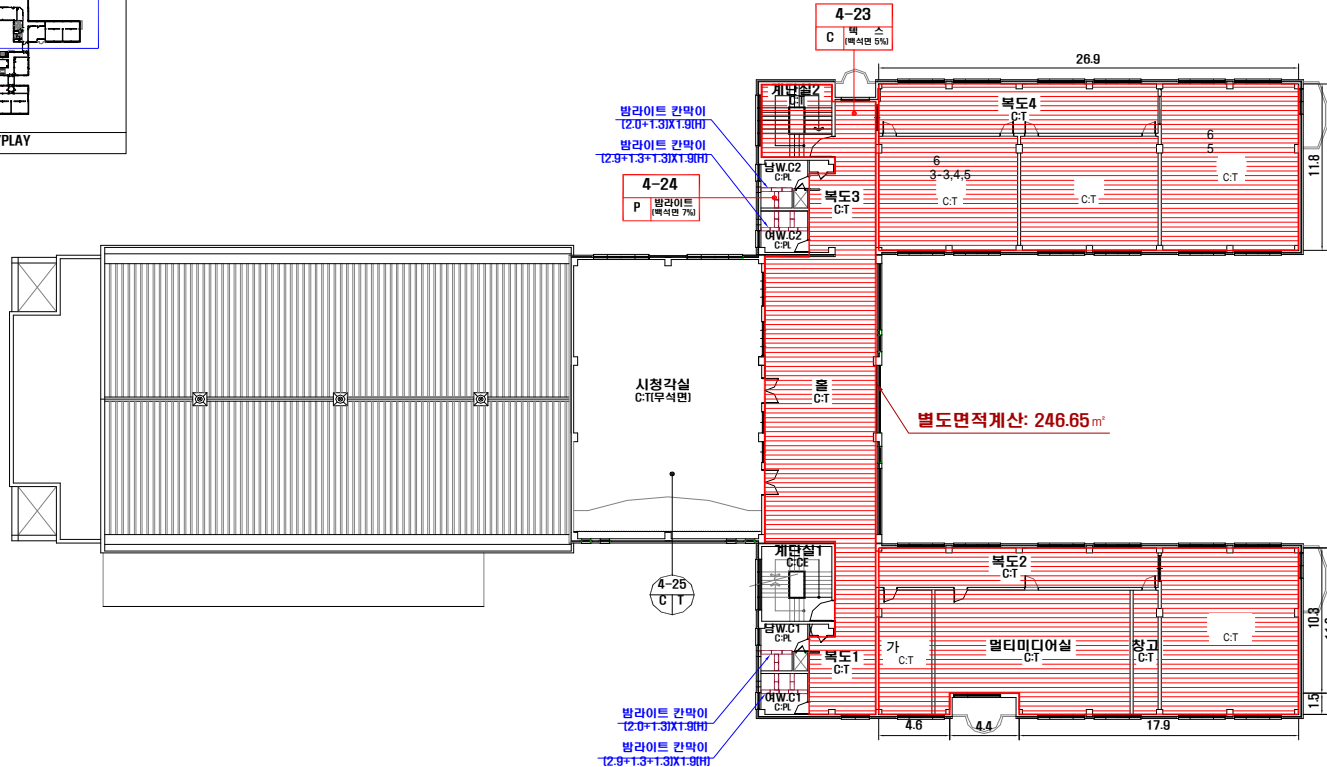 YPLAY
4-23
C 텍 스
(백석면 5%)
26.9
계단실2
C:T
복도4
C:T
밤라이트 칸막이
(2.0+1.3)X1.9(H)
밤라이트 칸막이
(2.9+1.3+1.3)X1.9(H)
6
5
C:T
11.8
6
3-3,4,5
C:T
C:T
남W.C2
C:PL
4-24
P 밤라이트
(백석면 7%)
복도3
C:T
여W.C2
C:PL
시청각실
C:T(무석면)
홀
C:T
별도면적계산: 246.65㎡
계단실1
C:CE
복도2
C:T
4-25
C T
남W.C1
C:PL
복도1
C:T
가
C:T
멀티미디어실
C:T
창고
C:T
C:T
10.3
여W.C1
C:PL
1.5
밤라이트 칸막이
(2.0+1.3)X1.9(H)
4.6
4.4
17.9
밤라이트 칸막이
(2.9+1.3+1.3)X1.9(H)